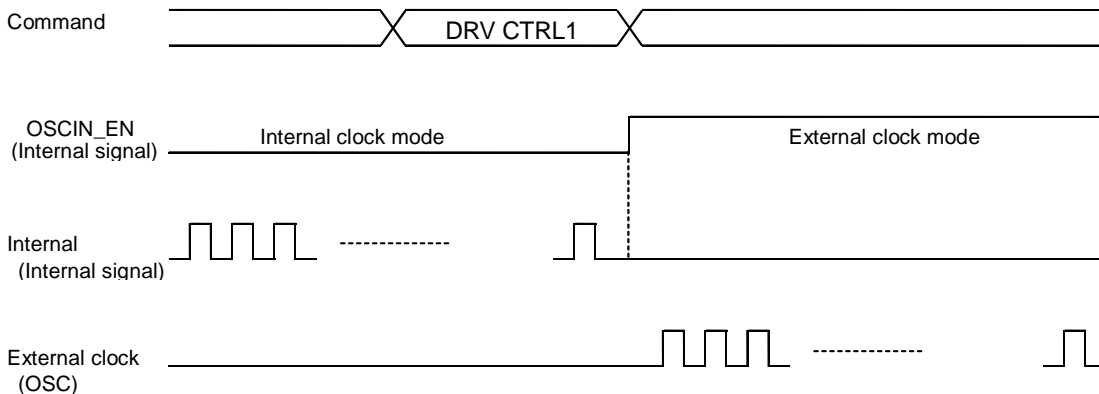 Command
DRV CTRL1
OSCIN_EN
(Internal signal)
Internal clock mode
External clock mode
Internal
(Internal signal)
External clock
(OSC)